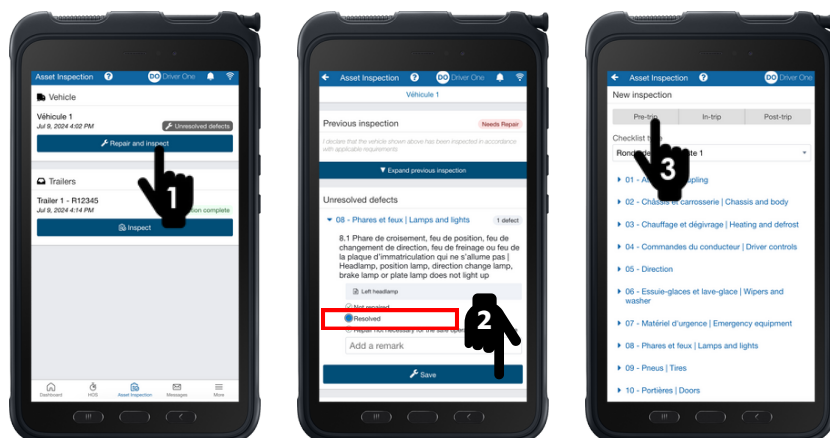 Asset Inspection ? DO Driver One
Vehicle
Véhicule 1
Jul 9, 2024 4:02 PM Unresolved defects
Repair and inspect
1
Trailers
Trailer 1 - R12345
Jul 9, 2024 4:14 PM on complete
Inspect
Dashboard HOS Asset Inspection Messages More
Asset Inspection ? DO Driver One
Véhicule 1
Previous inspection Needs Repair
I declare that the vehicle shown above has been inspected in accordance
with applicable requirements.
Expand previous inspection
Unresolved defects
08 - Phares et feux | Lamps and lights 1 defect
8.1 Phare de croisement, feu de position, feu de
changement de direction, feu de freinage ou feu de
la plaque d'immatriculation qui ne s'allume pas |
Headlamp, position lamp, direction change lamp,
brake lamp or plate lamp does not light up
Left headlamp
Not repaired
Resolved
2
Repair not necessary for the safe
Add a remark
Save
Asset Inspection ? DO Driver One
New inspection
Pre-trip In-trip Post-trip
Checklist
3
01 -
02 - Châssis et carrosserie | Chassis and body
03 - Chauffage et dégivrage | Heating and defrost
04 - Commandes du conducteur | Driver controls
05 - Direction
06 - Essuie-glaces et lave-glace | Wipers and
washer
07 - Matériel d'urgence | Emergency equipment
08 - Phares et feux | Lamps and lights
09 - Pneus | Tires
10 - Portières | Doors